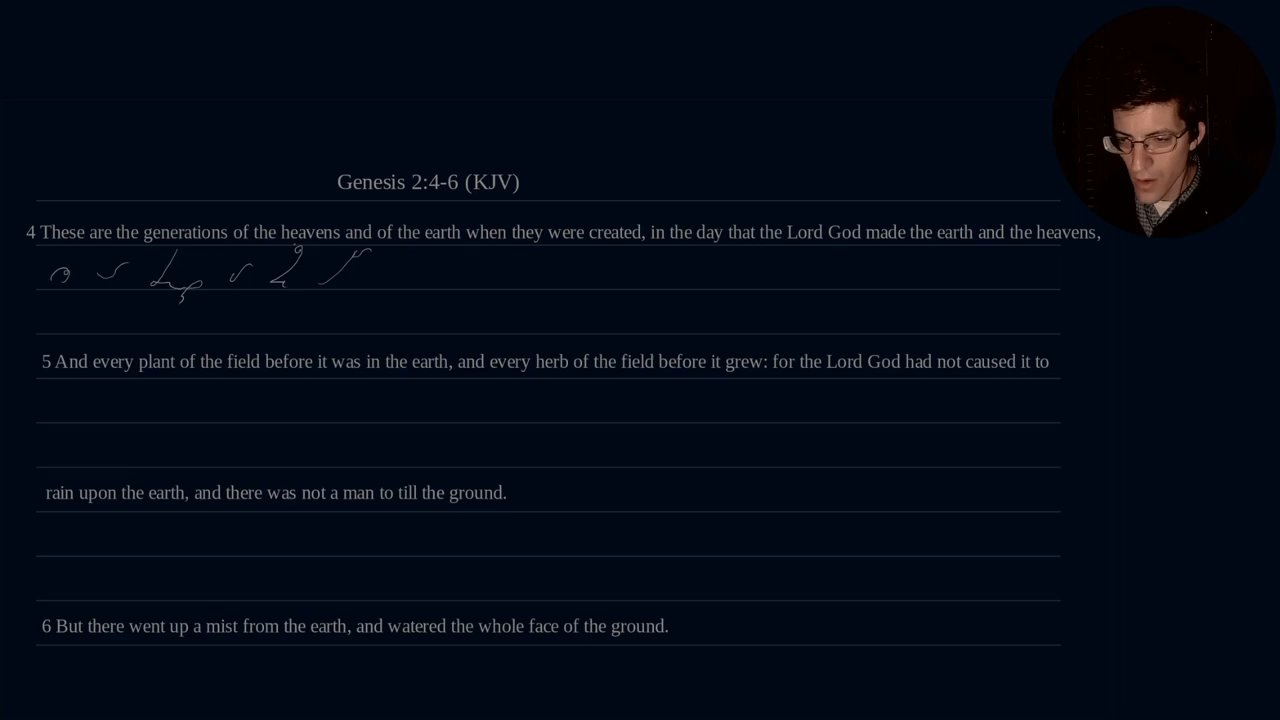 Genesis 2:4-6 (KJV)
4 These are the generations of the heavens and of the earth when they were created, in the day that the Lord God made the earth and the heavens,
5 And every plant of the field before it was in the earth, and every herb of the field before it grew: for the Lord God had not caused it to
rain upon the earth, and there was not a man to till the ground.
6 But there went up a mist from the earth, and watered the whole face of the ground.